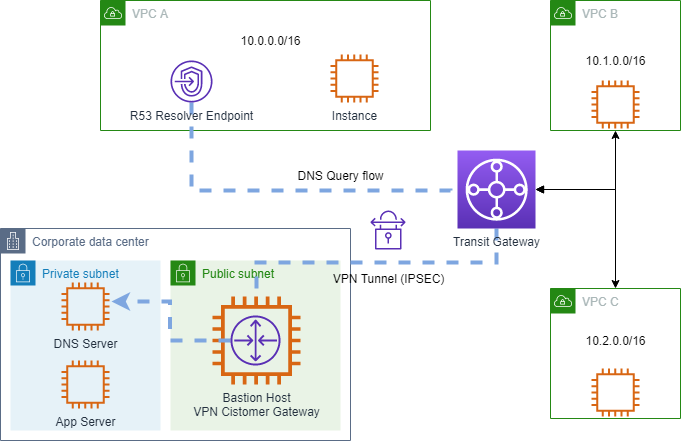 VPC A
10.0.0.0/16
R53 Resolver Endpoint
Instance
VPC B
10.1.0.0/16
DNS Query flow
Transit Gateway
Corporate data center
Private subnet
Public subnet
VPN Tunnel (IPSEC)
DNS Server
App Server
Bastion Host
VPN Cistomer Gateway
VPC C
10.2.0.0/16